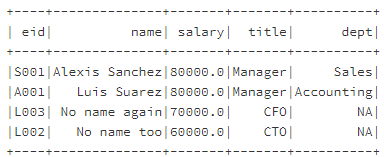 +----+--------------+-------+-------+----------+
| eid|          name| salary|  title|      dept|
+----+--------------+-------+-------+----------+
|S001|Alexis Sanchez|80000.0|Manager|     Sales|
|A001|   Luis Suarez|80000.0|Manager|Accounting|
|L003| No name again|70000.0|    CFO|        NA|
|L002|   No name too|60000.0|    CTO|        NA|
+----+--------------+-------+-------+----------+